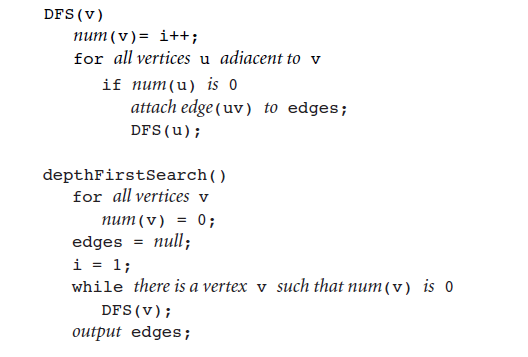 DFS(v)
num(v)= i++;
for all vertices u adiacent to v
if num(u) is 0
attach edge(uv) to edges;
DFS(u);
depthFirstSearch()
for all vertices v
num(v) = 0;
edges = null;
i = 1;
while there is a vertex v such that num(v) is 0
DFS(v);
output edges;